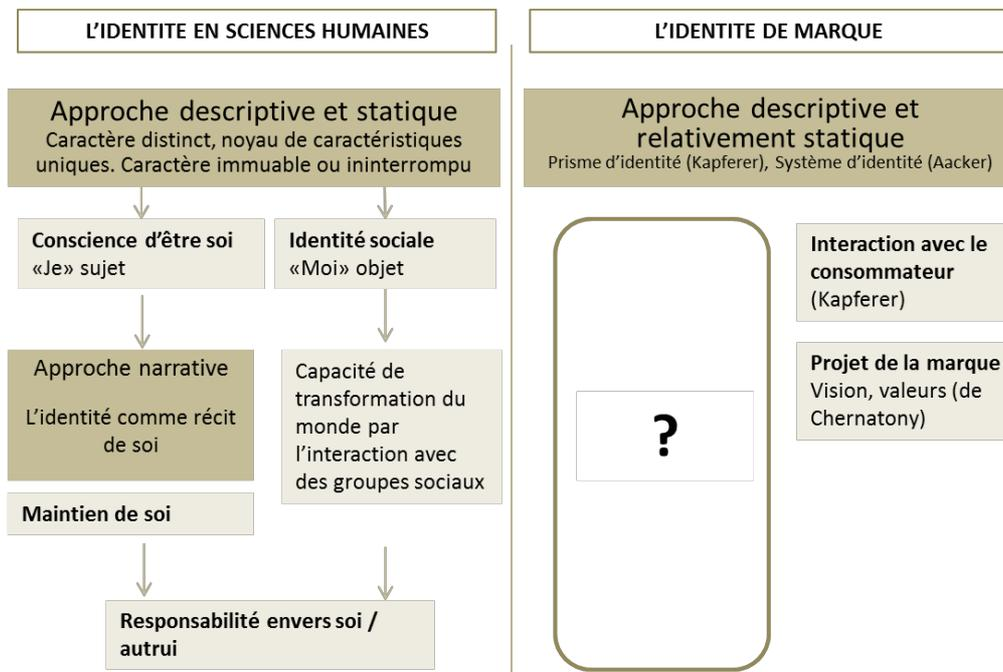 L'IDENTITE EN SCIENCES HUMAINES
Approche descriptive et statique
Caractère distinct, noyau de caractéristiques
uniques. Caractère immuable ou ininterrompu
Conscience d'être soi
«Je» sujet
Identité sociale
«Moi» objet
Approche narrative
L'identité comme récit
de soi
Capacité de
transformation du
monde par
l'interaction avec
des groupes sociaux
Maintien de soi
Responsabilité envers soi /
autrui
L'IDENTITE DE MARQUE
Approche descriptive et
relativement statique
Prisme d'identité (Kapferer), Système d'identité (Aacker)
?
Interaction avec le
consommateur
(Kapferer)
Projet de la marque
Vision, valeurs (de
Chernatony)